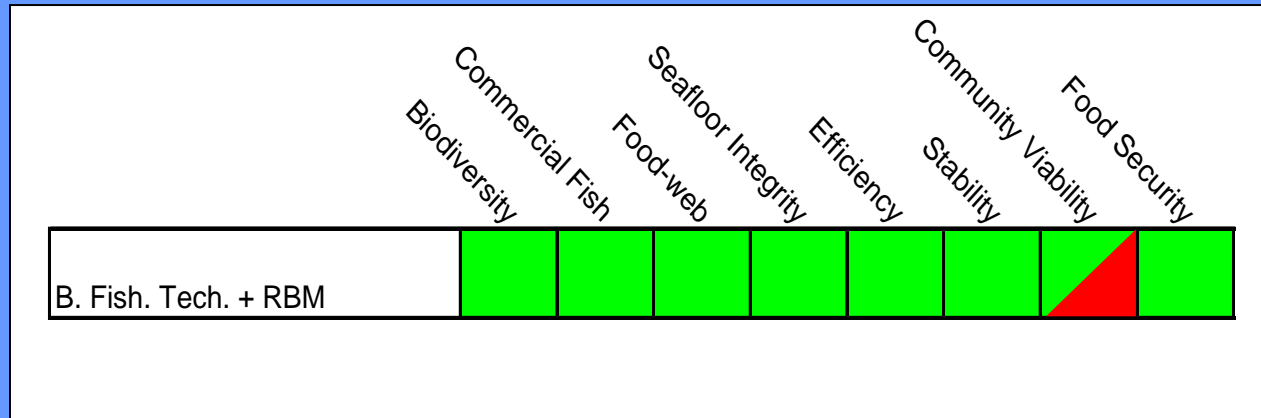 Biodiversity
Commercial Fish
Food-web
Seafloor Integrity
Efficiency
Stability
Community Viability
Food Security
B. Fish. Tech. + RBM